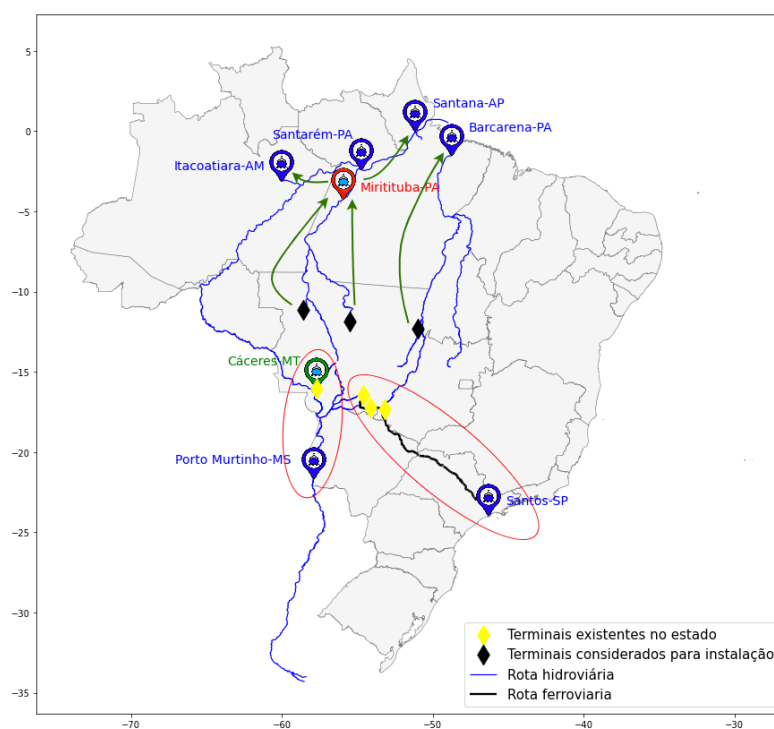 5
Santana-AP
0
Barcarena-PA
Santarém-PA
Itacoatiara-AM
Miritituba-PA
−5
−10
Cáceres-MT
−15
−20
Porto Murtinho-MS
Santos-SP
−25
−30
−35
Terminais existentes no estado
Terminais considerados para instalação
Rota hidroviária
Rota ferroviaria
−70 −60 −50 −40 −30